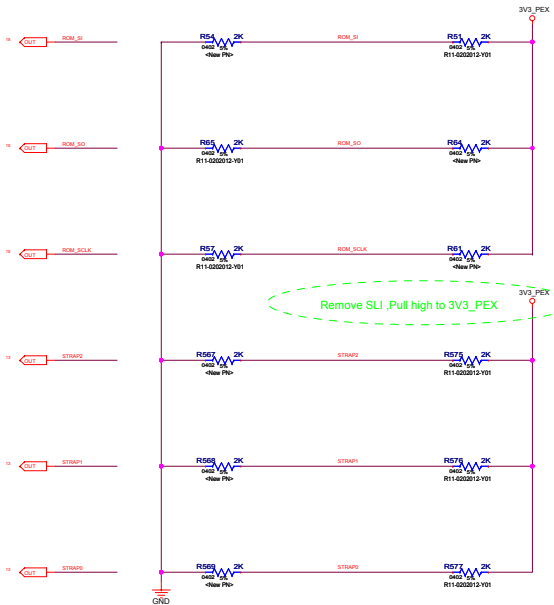 3V3_PEX
OUT ROM_SI R54 2K ROM_SI R51 2K
0402 5% 0402 5%
<New PN> R11-0202012-Y01
OUT ROM_SO R65 2K ROM_SO R64 2K
0402 5% 0402 5%
R11-0202012-Y01 <New PN>
OUT ROM_SCLK R57 2K ROM_SCLK R61 2K
0402 5% 0402 5%
R11-0202012-Y01 <New PN>
3V3_PEX
Remove SLI .Pull high to 3V3_PEX
OUT STRAP2 R567 2K STRAP2 R575 2K
0402 5% 0402 5%
<New PN> R11-0202012-Y01
OUT STRAP1 R568 2K STRAP1 R576 2K
0402 5% 0402 5%
<New PN> R11-0202012-Y01
OUT STRAP0 R569 2K STRAP0 R577 2K
0402 5% 0402 5%
<New PN> R11-0202012-Y01
GND